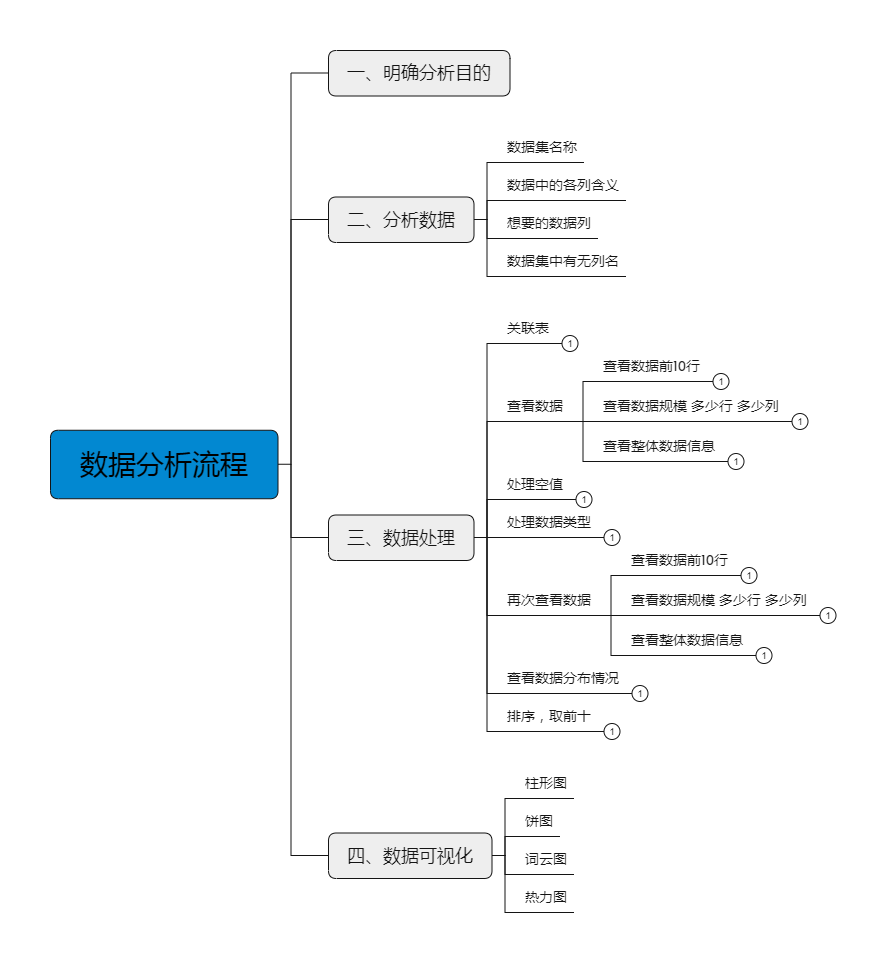 数据分析流程
一、明确分析目的
二、分析数据
数据集名称
数据中的各列含义
想要的数据列
数据集中有无列名
三、数据处理
关联表
1
查看数据
查看数据前10行
1
查看数据规模 多少行 多少列
1
查看整体数据信息
1
处理空值
1
处理数据类型
1
再次查看数据
查看数据前10行
1
查看数据规模 多少行 多少列
1
查看整体数据信息
1
查看数据分布情况
1
排序，取前十
1
四、数据可视化
柱形图
饼图
词云图
热力图